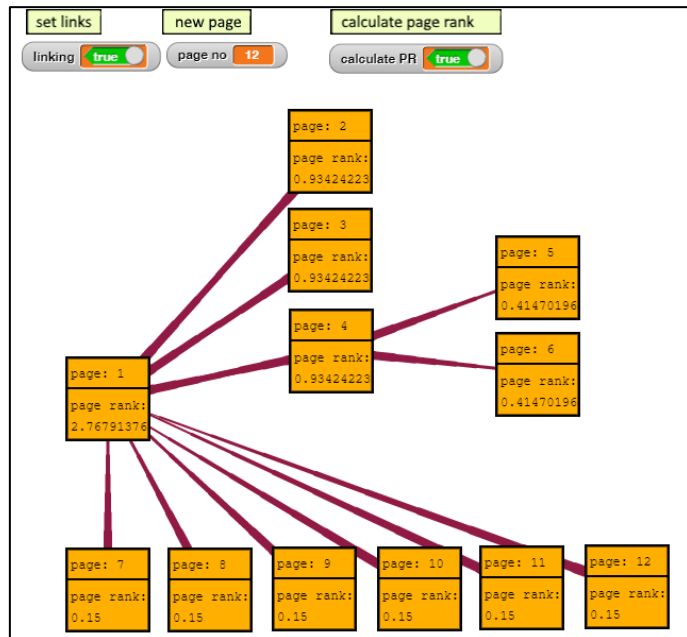 set links
new page
calculate page rank
linking true
page no 12
calculate PR true
page: 2
page rank:
0.93424223
page: 3
page rank:
0.93424223
page: 4
page rank:
0.93424223
page: 5
page rank:
0.41470196
page: 6
page rank:
0.41470196
page: 1
page rank:
2.76791376
page: 7
page rank:
0.15
page: 8
page rank:
0.15
page: 9
page rank:
0.15
page: 10
page rank:
0.15
page: 11
page rank:
0.15
page: 12
page rank:
0.15